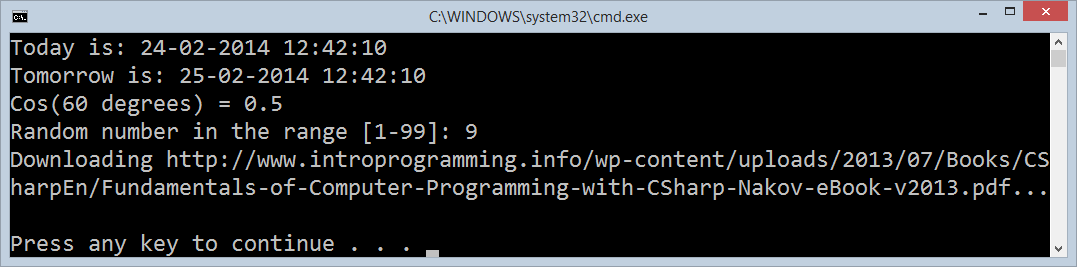 C:\WINDOWS\system32\cmd.exe
Today is: 24-02-2014 12:42:10
Tomorrow is: 25-02-2014 12:42:10
Cos(60 degrees) = 0.5
Random number in the range [1-99]: 9
Downloading http://www.introprogramming.info/wp-content/uploads/2013/07/Books/CS
harpEn/Fundamentals-of-Computer-Programming-with-CSharp-Nakov-eBook-v2013.pdf...
Press any key to continue . . .